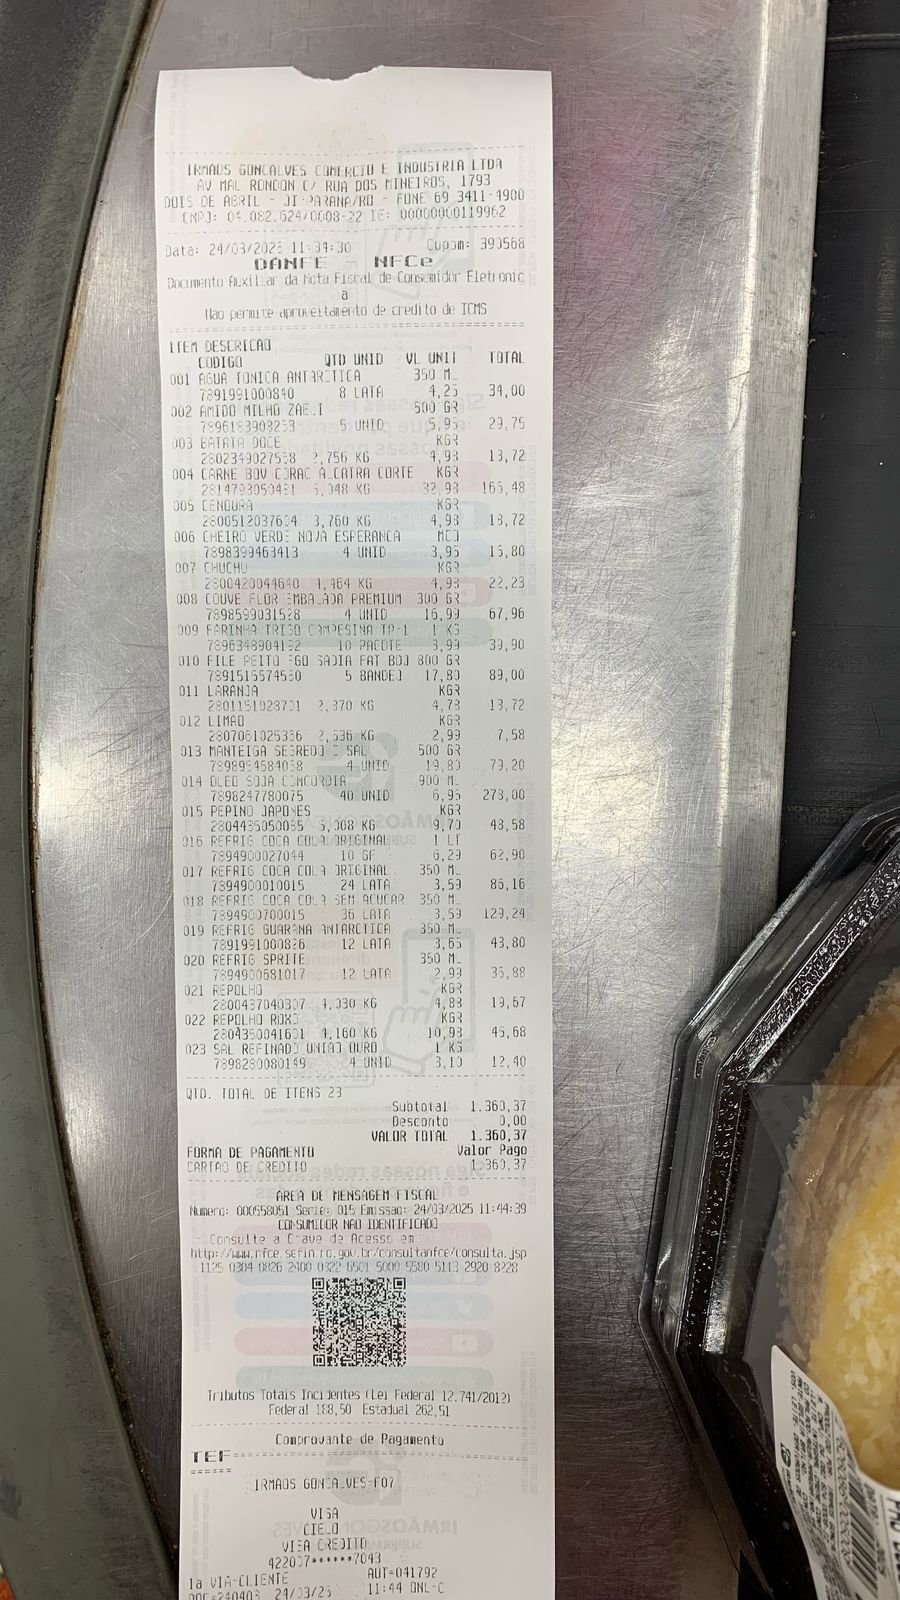 IRMAOS GONCALVES COMERCIO E INDUSTRIA LTDA
AV MAL RONDON C/ RUA DOS MINEIROS, 1793
DOIS DE ABRIL - JI-PARANA/RO - FONE 69 3411-4900
CNPJ: 04.082.624/0008-22 IE: 00000000119962
Data: 24/03/2025 11:34:30 Cupom: 390568
DANFE - NFCe
Documento Auxiliar da Nota Fiscal de Consumidor Eletronic
a
Nao permite aproveitamento de credito de ICMS
ITEM DESCRICAO
CODIGO QTD UNID VL UNIT TOTAL
001 AGUA TONICA ANTARCTICA 350 ML
7891991000840 8 LATA 4,25 34,00
002 AMIDO MILHO ZAELI 500 GR
7896183908253 5 UNID 5,95 29,75
003 BATATA DOCE KGR
2802349027558 2,756 KG 4,98 13,72
004 CARNE BOV CORAC ALCATRA CORTE KGR
32,98
005 CENOURA KGR
3,760 KG 4,98 18,72
006 CHEIRO VERDE NOVA ESPERANCA MCO
7898399463413 4 UNID 3,95 15,80
007 CHUCHU KGR
2800420044640 4,464 KG 4,98 22,23
008 COUVE FLOR EMBALADA PREMIUM 300 GR
7898599031528 4 UNID 16,99 67,96
009 FARINHA TRIGO CAMPESINA TP-1 1 KG
10 PACOTE 3,99 39,90
010 FILE PEITO FGO SADIA FAT BDJ 800 GR
7891515574550 5 BANDEJ 17,80 89,00
011 LARANJA KGR
2,870 KG 4,78 13,72
012 LIMAO KGR
2807061025356 2,536 KG 2,99 7,58
013 MANTEIGA SEGREDO C SAL 500 GR
4 UNID 19,80 79,20
014 OLEO SOJA CONCORDIA 900 ML
7898247780075 40 UNID 6,95 278,00
015 PEPINO JAPONES KGR
5,008 KG 9,70 48,58
016 REFRIG COCA COLA ORIGINAL 1 LT
7894900027044 10 GF 6,29 62,90
017 REFRIG COCA COLA ORIGINAL 350 ML
7894900010015 24 LATA 3,59 86,16
018 REFRIG COCA COLA SEM ACUCAR 350 ML
7894900700015 36 LATA 3,59 129,24
019 REFRIG GUARANA ANTARCTICA 350 ML
7891991000826 12 LATA 3,65 43,80
020 REFRIG SPRITE 350 ML
7894900681017 12 LATA 2,99 35,88
021 REPOLHO KGR
4,030 KG 4,88 19,67
022 REPOLHO ROXO KGR
4,160 KG 10,98 45,68
023 SAL REFINADO UNIAO OURO 1 KG
7898280080149 4 UNID 3,10 12,40
QTD. TOTAL DE ITENS 23
Subtotal 1.360,37
Desconto 0,00
VALOR TOTAL 1.360,37
FORMA DE PAGAMENTO Valor Pago
CARTAO DE CREDITO 1.360,37
AREA DE MENSAGEM FISCAL
Numero: 000558051 Serie: 015 Emissao: 24/03/2025 11:44:39
CONSUMIDOR NAO IDENTIFICADO
Consulte a Chave de Acesso em
http://www.nfce.sefin.ro.gov.br/consultanfce/consulta.jsp
1125 0304 0826 2400 0822 6501 5000 5580 5113 2920 8228
Tributos Totais Incidentes (Lei Federal 12.741/2012)
Federal 188,50 Estadual 262,51
Comprovante de Pagamento
TEF
IRMAOS GONCALVES-F07
VISA
CIELO
VISA CREDITO
422037******7043
1a VIA-CLIENTE AUT=041792
DOC=240403 24/03/25 11:44 ONL-C